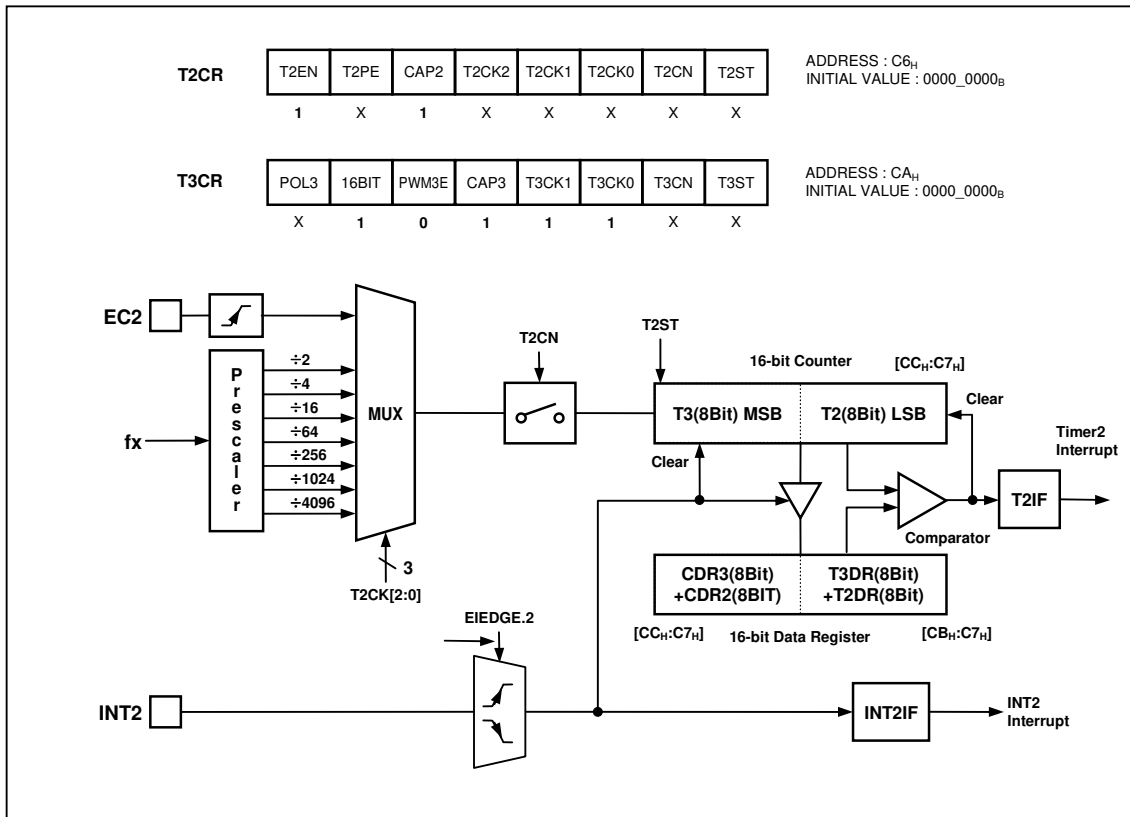 T2CR T2EN T2PE CAP2 T2CK2 T2CK1 T2CK0 T2CN T2ST
ADDRESS : C6H
INITIAL VALUE : 0000_0000B
1 X 1 X X X X X
T3CR POL3 16BIT PWM3E CAP3 T3CK1 T3CK0 T3CN T3ST
ADDRESS : CAH
INITIAL VALUE : 0000_0000B
X 1 0 1 1 1 X X
EC2
Prescaler
fx
÷2
÷4
÷16
÷64
÷256
÷1024
÷4096
MUX
3
T2CK[2:0]
T2CN
T2ST
16-bit Counter
[CCH:C7H]
T3(8Bit) MSB
T2(8Bit) LSB
Clear
Clear
Comparator
T2IF
Timer2
Interrupt
CDR3(8Bit)
+CDR2(8BIT)
T3DR(8Bit)
+T2DR(8Bit)
[CCH:C7H]
16-bit Data Register
[CBH:C7H]
EIEDGE.2
INT2
INT2IF
INT2
Interrupt